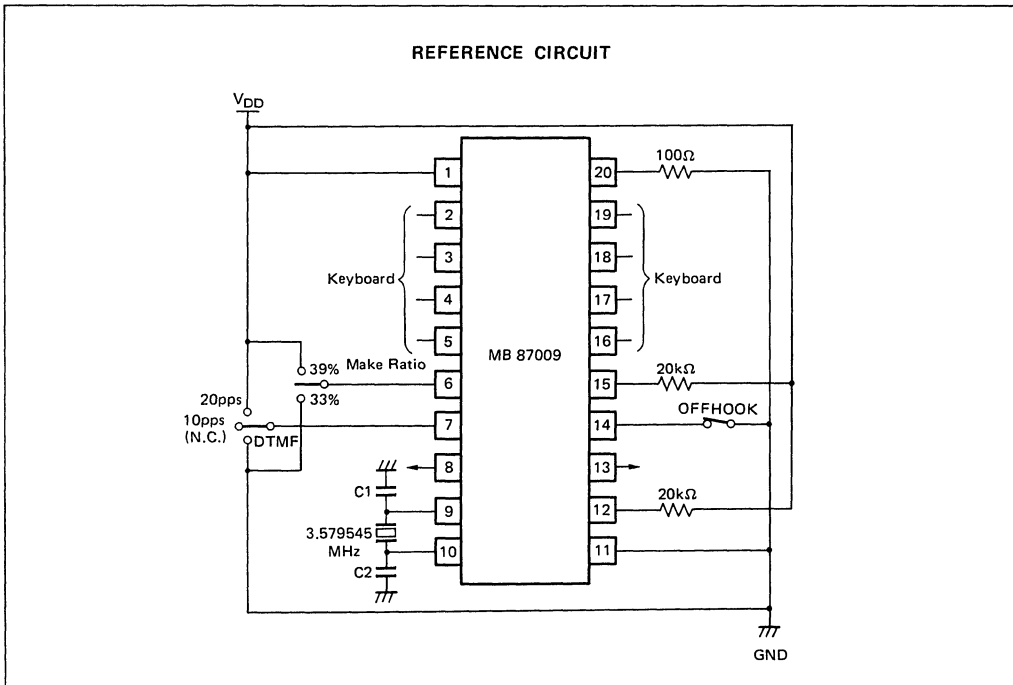 REFERENCE CIRCUIT
VDD
1
2
3
4
5
6
7
8
9
10
20
19
18
17
16
15
14
13
12
11
MB 87009
Keyboard
Keyboard
100Ω
20kΩ
OFFHOOK
20kΩ
39%
Make Ratio
33%
20pps
10pps
(N.C.)
DTMF
C1
3.579545
MHz
C2
GND